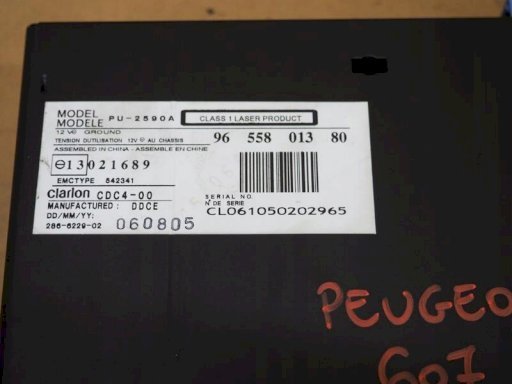 MODEL
MODELE PU-2590A CLASS 1 LASER PRODUCT
12 V⊖ GROUND
TENSION DUTILISATION 12V ⊖ AU CHASSIS
96 558 013 80
ASSEMBLED IN CHINA - ASSEMBLE EN CHINE
⊖13021689
EMCTYPE 642341
clarion CDC4-00
MANUFACTURED: DDCE
DD/MM/YY:
286-6229-02 060805
SERIAL NO.
N° DE SERIE
CL061050202965
PEUGEO
607